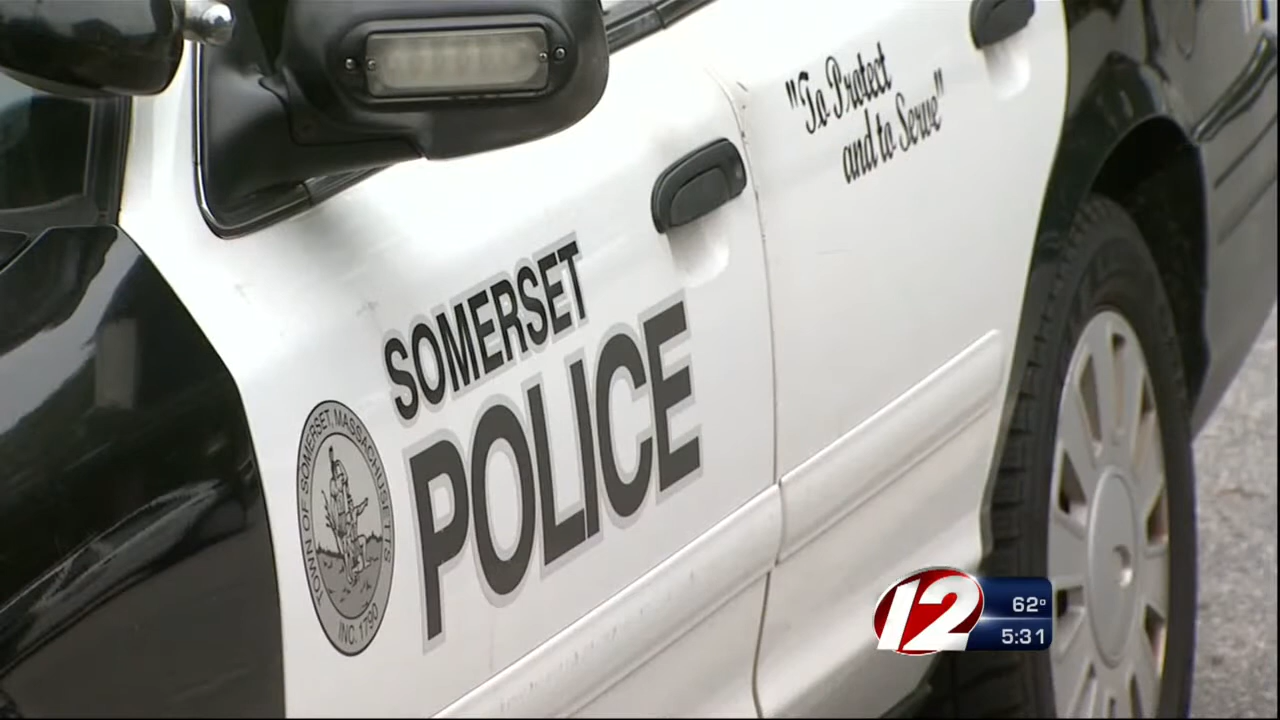 "To Protect
and to Serve"
SOMERSET
POLICE
TOWN OF SOMERSET, MASSACHUSETTS
INC. 1790
12
62°
5:31